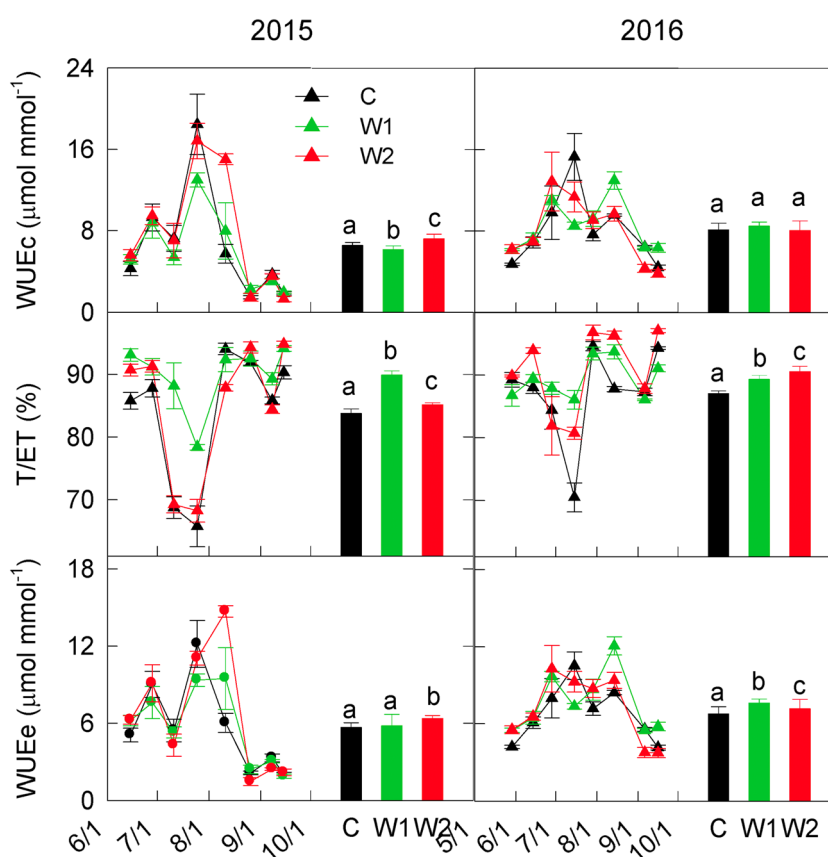 2015 2016
24
16
8
0
WUEc (μmol mmol⁻¹)
C
W1
W2
a b c
a a a
90
80
70
T/ET (%)
a b c
a b c
18
12
6
0
WUEe (μmol mmol⁻¹)
a a b
a b c
6/1 7/1 8/1 9/1 10/1 C W1 W2
5/1 6/1 7/1 8/1 9/1 10/1 C W1 W2